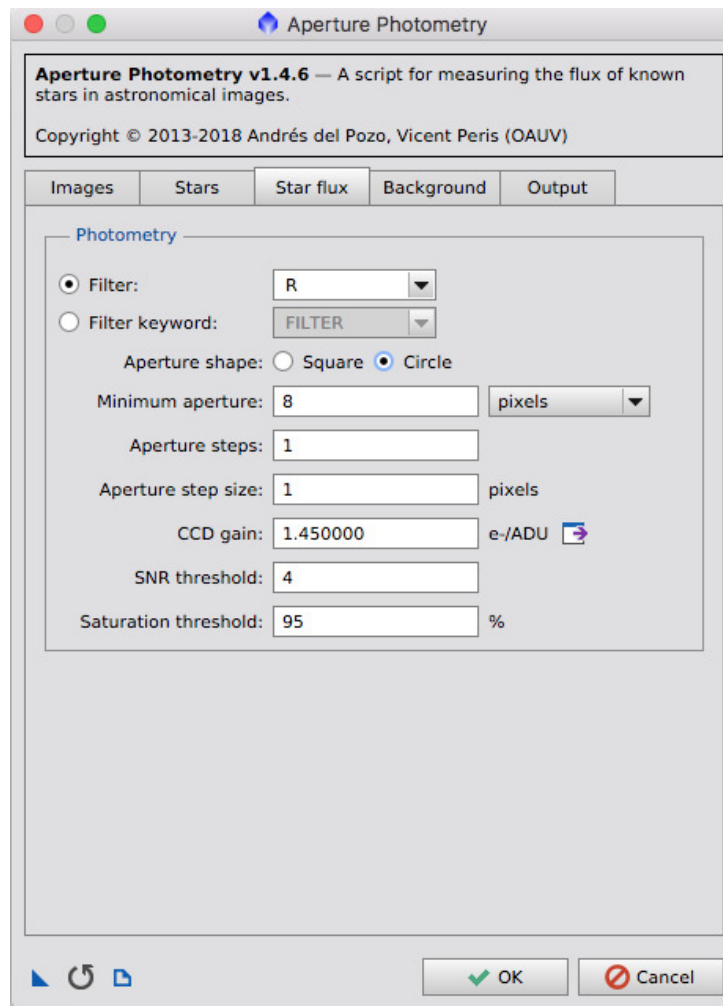 Aperture Photometry
Aperture Photometry v1.4.6 — A script for measuring the flux of known
stars in astronomical images.
Copyright © 2013-2018 Andrés del Pozo, Vicent Peris (OAUV)
Images Stars Star flux Background Output
Photometry
Filter: R
Filter keyword: FILTER
Aperture shape: Square Circle
Minimum aperture: 8 pixels
Aperture steps: 1
Aperture step size: 1 pixels
CCD gain: 1.450000 e-/ADU
SNR threshold: 4
Saturation threshold: 95 %
OK Cancel